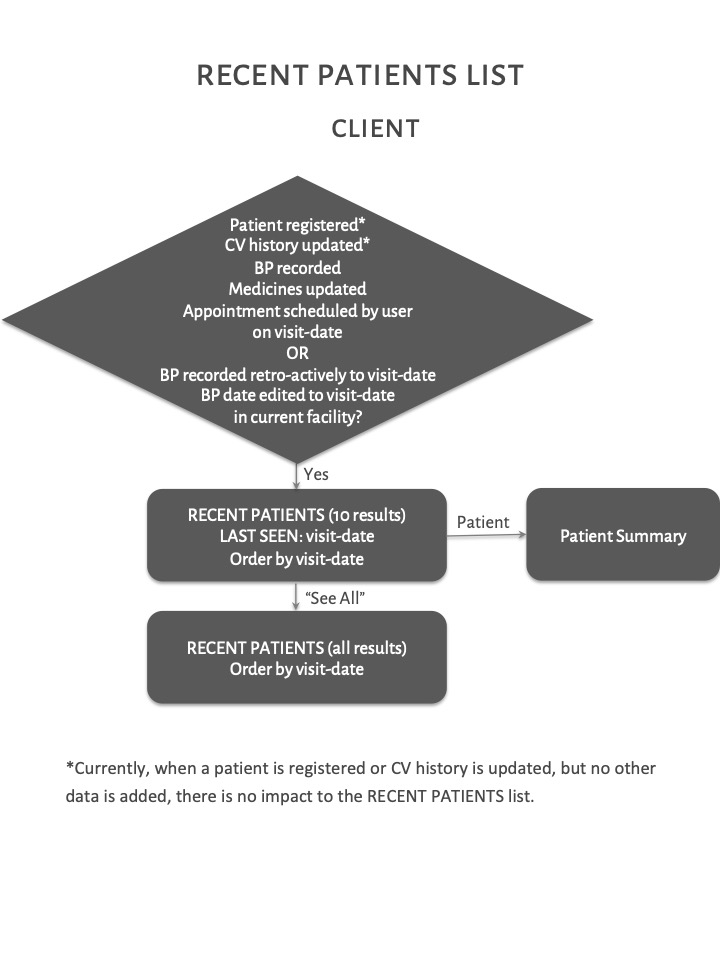 RECENT PATIENTS LIST
CLIENT
Patient registered*
CV history updated*
BP recorded
Medicines updated
Appointment scheduled by user
on visit-date
OR
BP recorded retro-actively to visit-date
BP date edited to visit-date
in current facility?
Yes
RECENT PATIENTS (10 results)
LAST SEEN: visit-date
Order by visit-date
Patient
Patient Summary
“See All”
RECENT PATIENTS (all results)
Order by visit-date
*Currently, when a patient is registered or CV history is updated, but no other
data is added, there is no impact to the RECENT PATIENTS list.